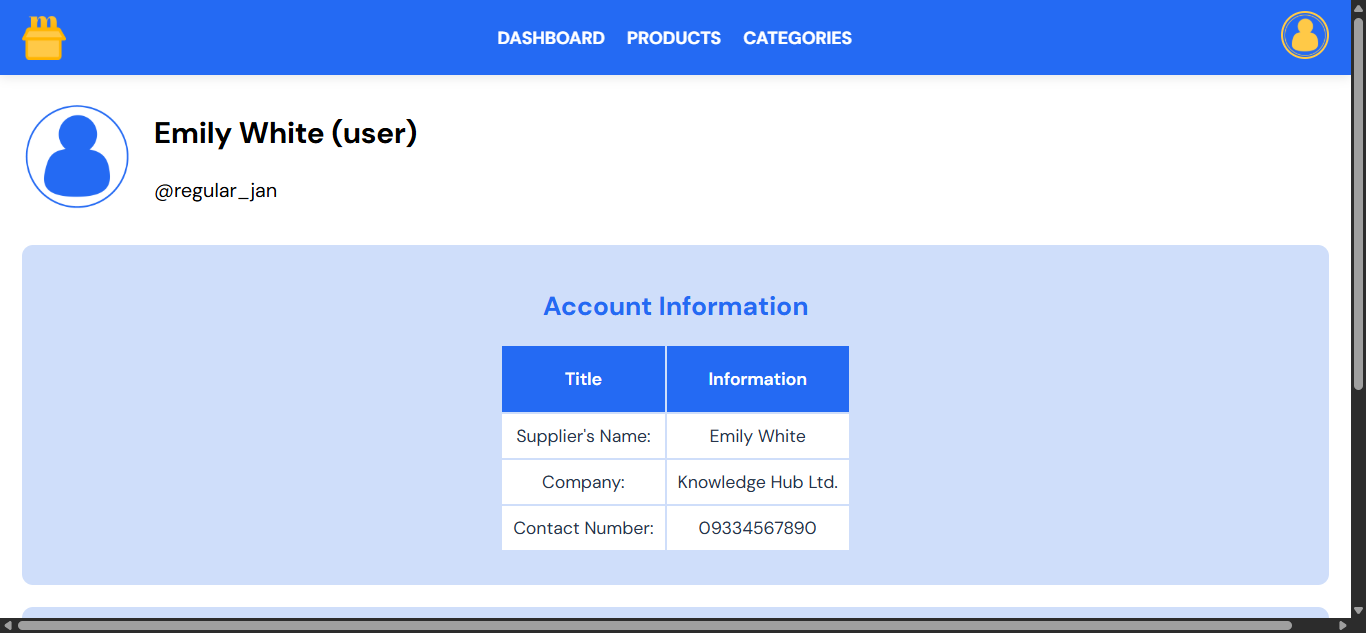 DASHBOARD PRODUCTS CATEGORIES
Emily White (user)
@regular_jan
Account Information
Title Information
Supplier's Name: Emily White
Company: Knowledge Hub Ltd.
Contact Number: 09334567890